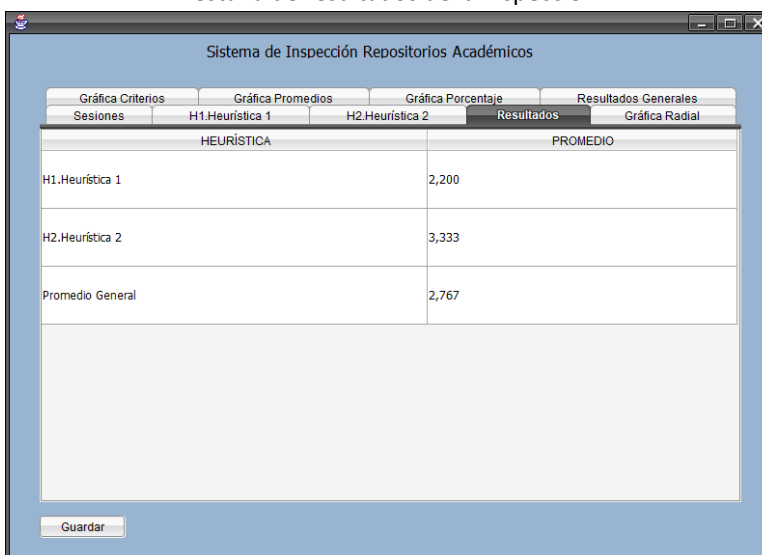 Sistema de Inspección Repositorios Académicos
Gráfica Criterios Gráfica Promedios Gráfica Porcentaje Resultados Generales
Sesiones H1.Heurística 1 H2.Heurística 2 Resultados Gráfica Radial
HEURÍSTICA PROMEDIO
H1.Heurística 1 2,200
H2.Heurística 2 3,333
Promedio General 2,767
Guardar